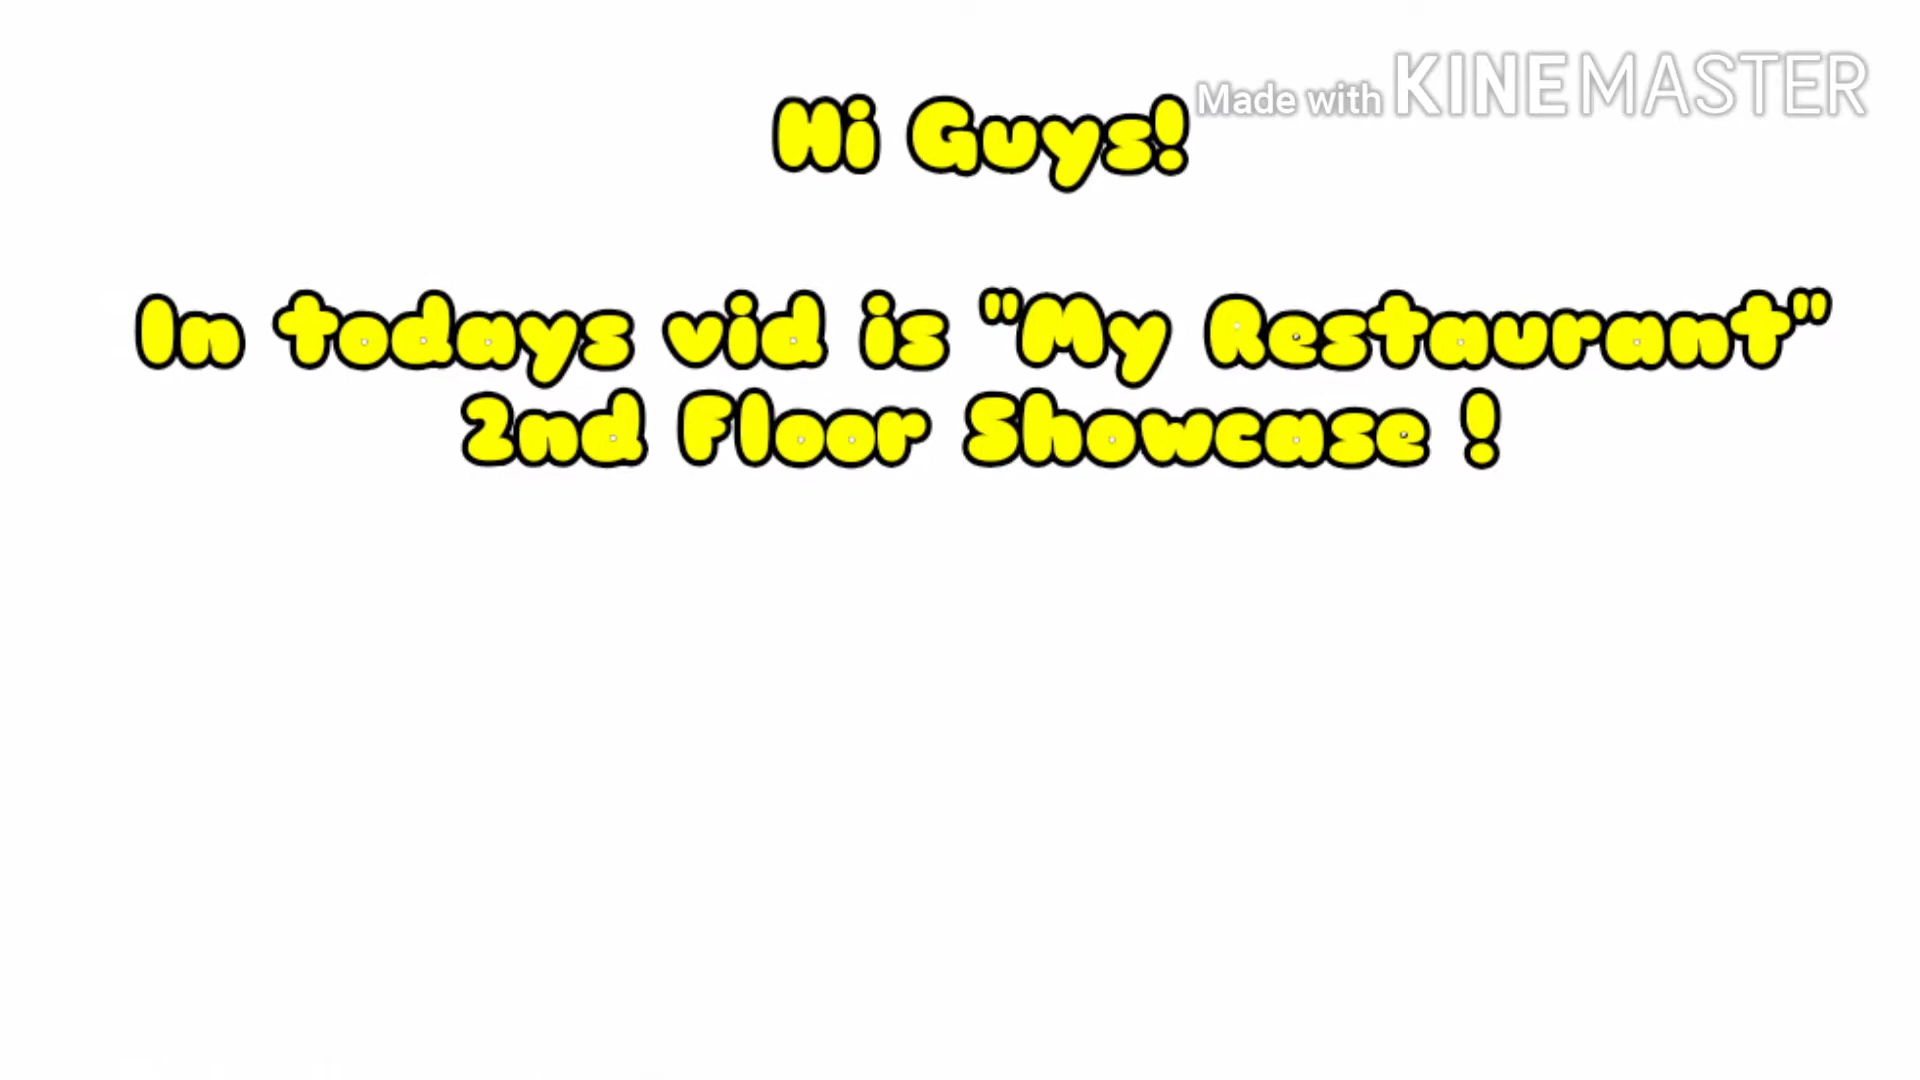 Made with KINEMASTER
Hi Guys!
In todays vid is "My Restaurant"
2nd Floor Showcase !